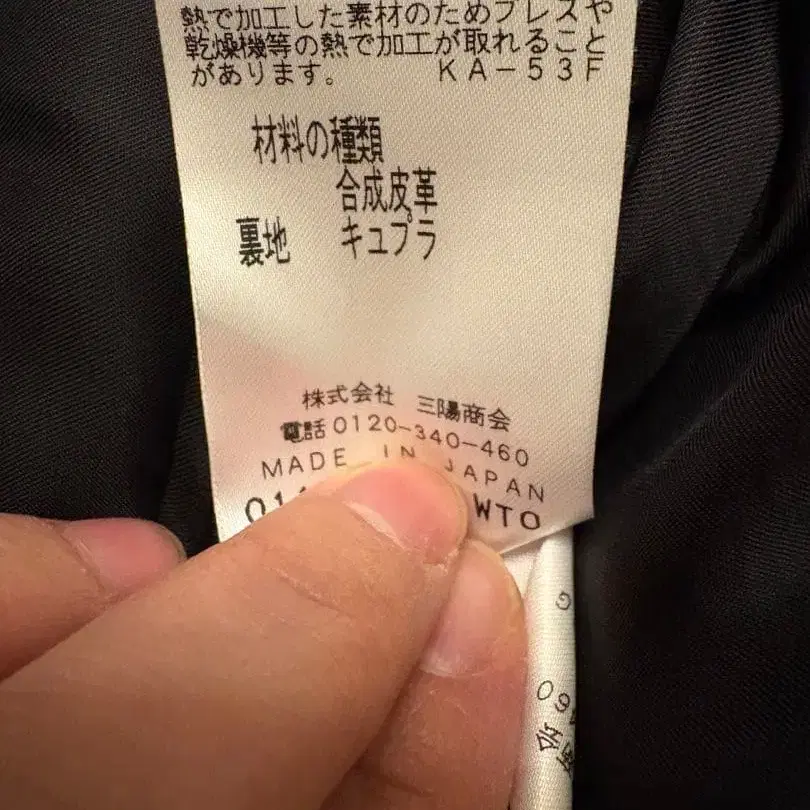 熱で加工した素材のためプレスや
乾燥機等の熱で加工が取れること
があります。 KA-53F
材料の種類
合成皮革
裏地 キュプラ
株式会社 三陽商会
電話0120-340-460
MADE IN JAPAN
WTO
G